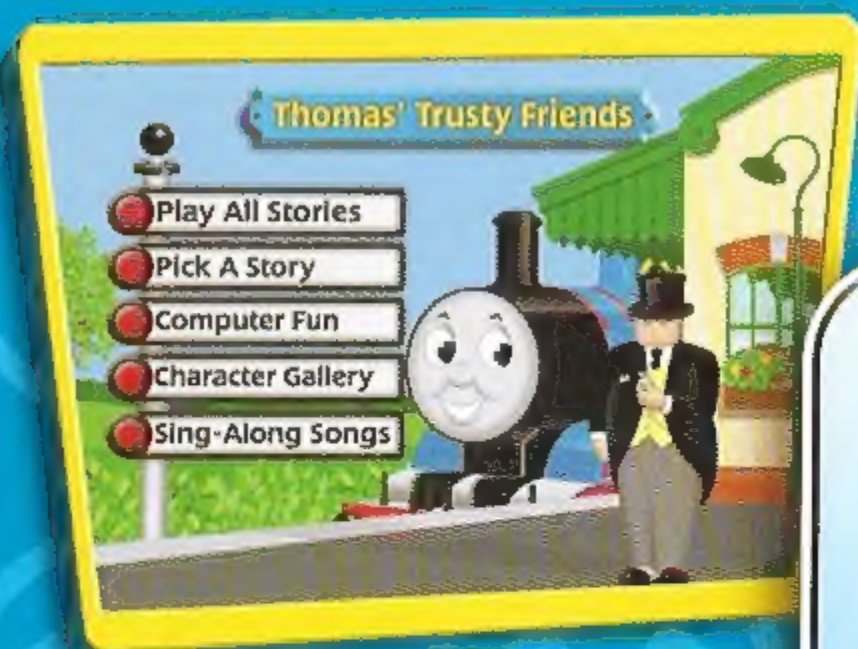 Thomas' Trusty Friends
Play All Stories
Pick A Story
Computer Fun
Character Gallery
Sing-Along Songs